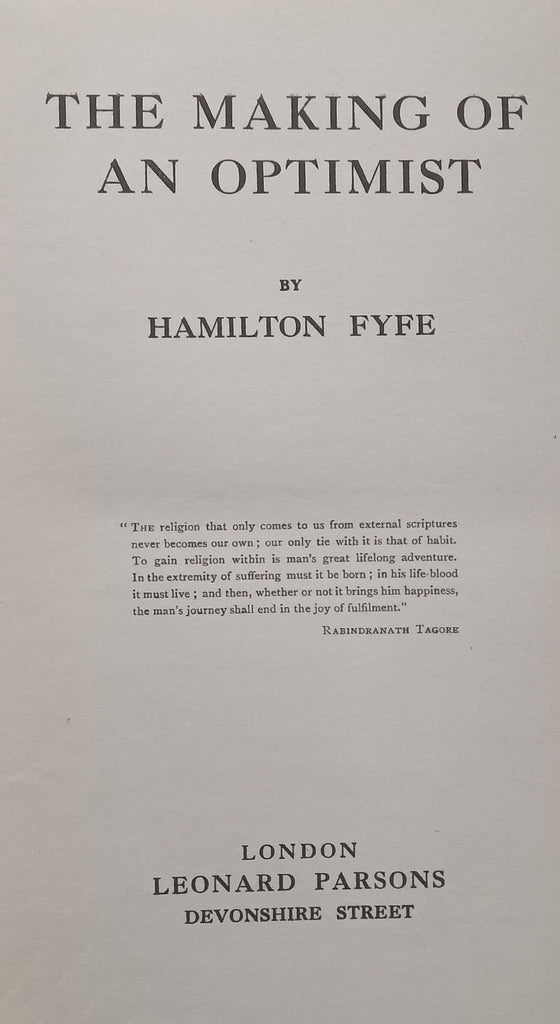 THE MAKING OF
AN OPTIMIST
BY
HAMILTON FYFE
" THE religion that only comes to us from external scriptures
never becomes our own ; our only tie with it is that of habit.
To gain religion within is man's great lifelong adventure.
In the extremity of suffering must it be born ; in his life-blood
it must live ; and then, whether or not it brings him happiness,
the man's journey shall end in the joy of fulfilment."
RABINDRANATH TAGORE
LONDON
LEONARD PARSONS
DEVONSHIRE STREET